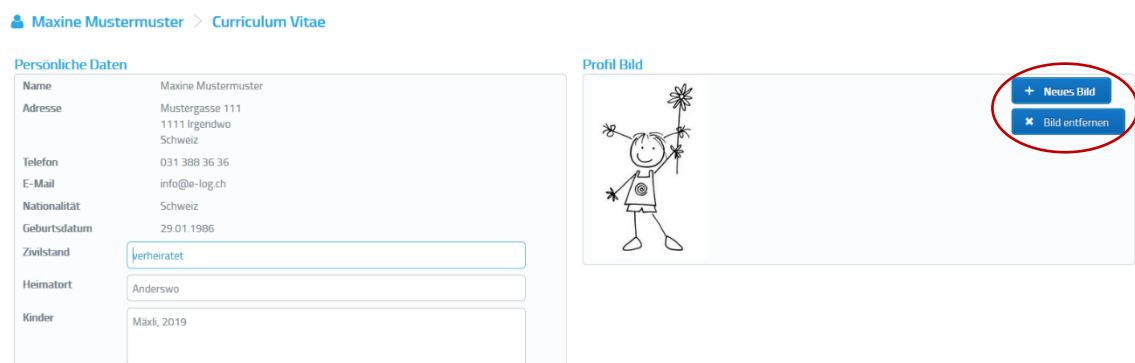 Maxine Mustermuster > Curriculum Vitae
Persönliche Daten
Name Maxine Mustermuster
Adresse Mustergasse 111
1111 Irgendwo
Schweiz
Telefon 031 388 36 36
E-Mail info@e-log.ch
Nationalität Schweiz
Geburtsdatum 29.01.1986
Zivilstand verheiratet
Heimatort Anderswo
Kinder Mäxli, 2019
Profil Bild
+ Neues Bild
× Bild entfernen